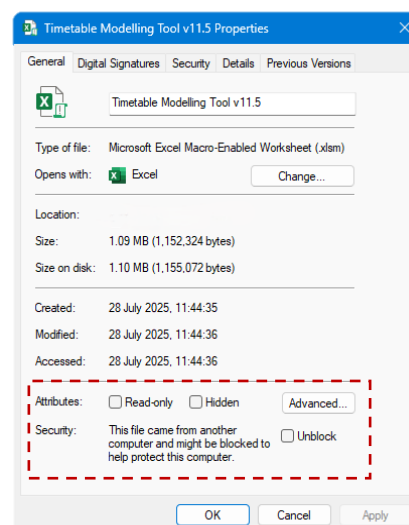 Timetable Modelling Tool v11.5 Properties
General Digital Signatures Security Details Previous Versions
Timetable Modelling Tool v11.5
Type of file: Microsoft Excel Macro-Enabled Worksheet (.xlsm)
Opens with: Excel Change...
Location:
Size: 1.09 MB (1,152,324 bytes)
Size on disk: 1.10 MB (1,155,072 bytes)
Created: 28 July 2025, 11:44:35
Modified: 28 July 2025, 11:44:36
Accessed: 28 July 2025, 11:44:36
Attributes: Read-only Hidden Advanced...
Security: This file came from another
computer and might be blocked to
help protect this computer.
Unblock
OK Cancel Apply